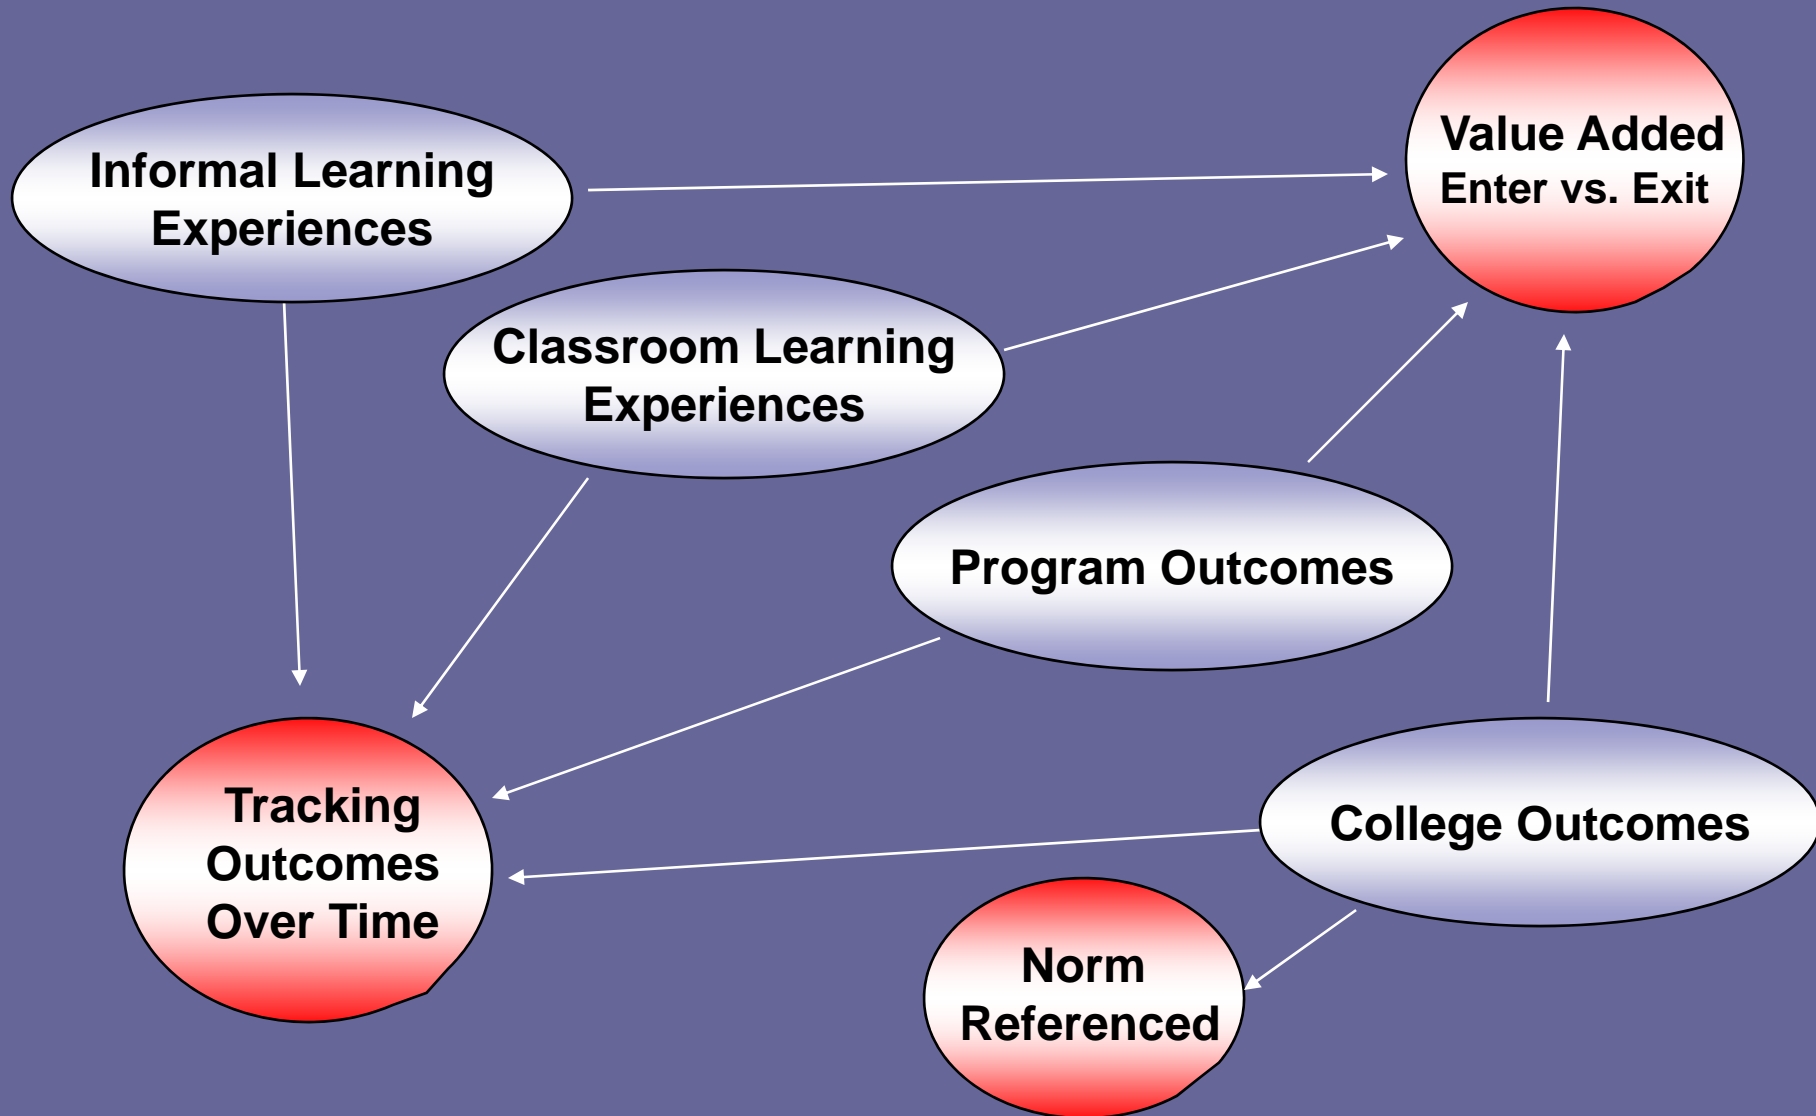 Value Added
Enter vs. Exit
Informal Learning
Experiences
Classroom Learning
Experiences
Program Outcomes
Tracking
Outcomes
Over Time
College Outcomes
Norm
Referenced